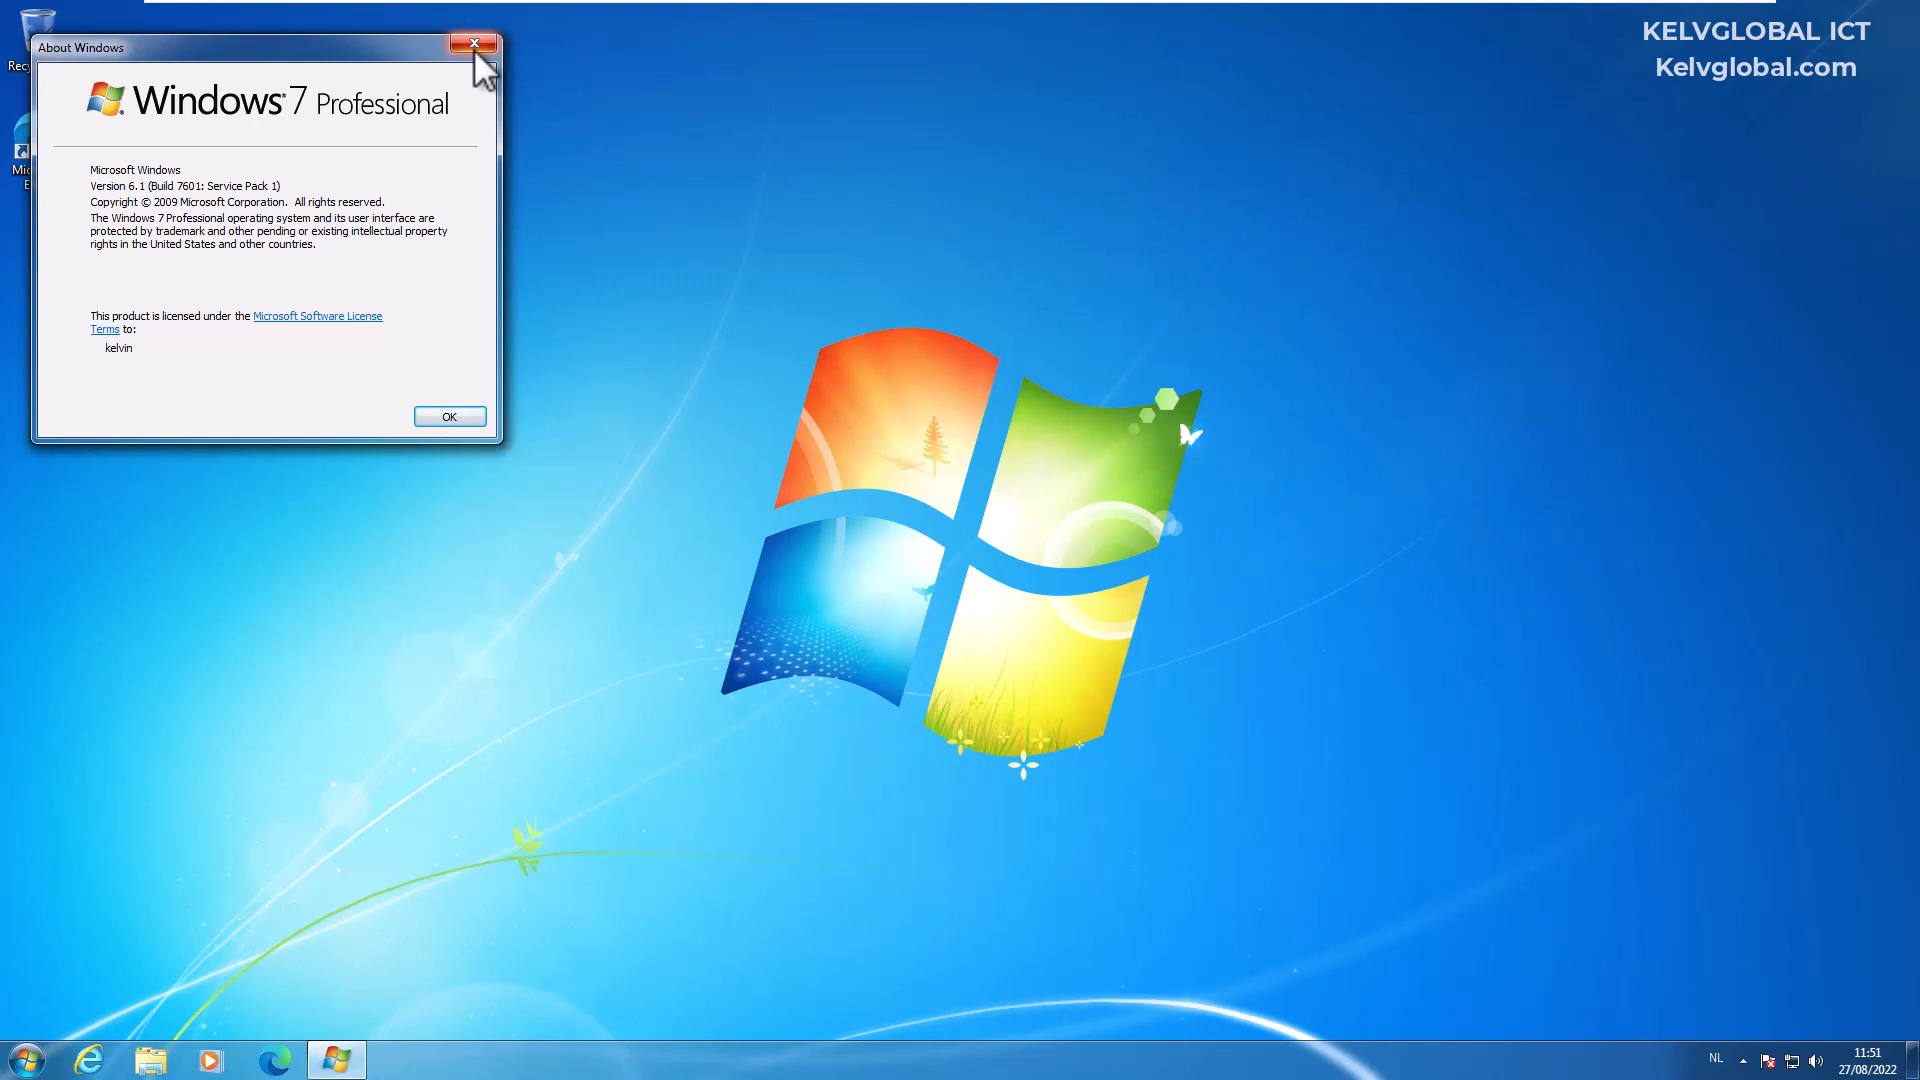 KELVGLOBAL ICT
Kelvglobal.com
About Windows
Windows 7 Professional
Microsoft Windows
Version 6.1 (Build 7601: Service Pack 1)
Copyright © 2009 Microsoft Corporation. All rights reserved.
The Windows 7 Professional operating system and its user interface are
protected by trademark and other pending or existing intellectual property
rights in the United States and other countries.
This product is licensed under the Microsoft Software License
Terms to:
kelvin
OK
NL
11:51
27/08/2022